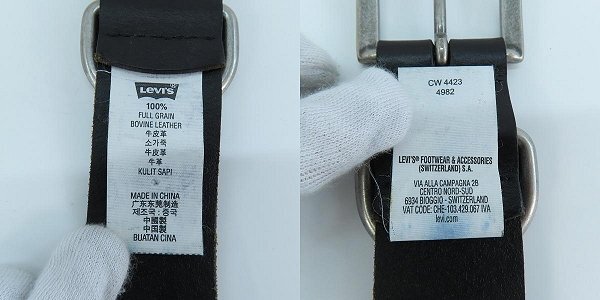 Levi's
100%
FULL GRAIN
BOVINE LEATHER
牛皮革
소가죽
牛革
牛革
KULIT SAPI
MADE IN CHINA
广东东莞制造
제조국: 중국
中國製
中国製
BUATAN CINA
CW 4423
4982
LEVI'S® FOOTWEAR & ACCESSORIES
(SWITZERLAND) S.A.
VIA ALLA CAMPAGNA 2B
CENTRO NORD-SUD
6934 BIOGGIO - SWITZERLAND
VAT CODE: CHE-103.429.067 IVA
levi.com